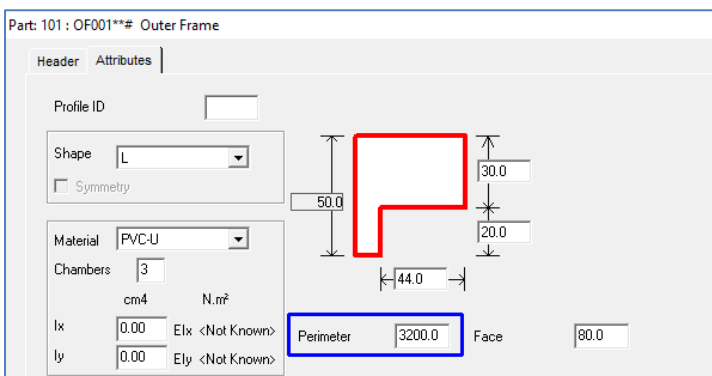 Part: 101 : OF001**# Outer Frame
Header Attributes
Profile ID
Shape L
Symmetry
50.0
30.0
20.0
44.0
Material PVC-U
Chambers 3
cm4 N.m²
Ix 0.00 EIx <Not Known>
Iy 0.00 EIy <Not Known>
Perimeter 3200.0 Face 80.0